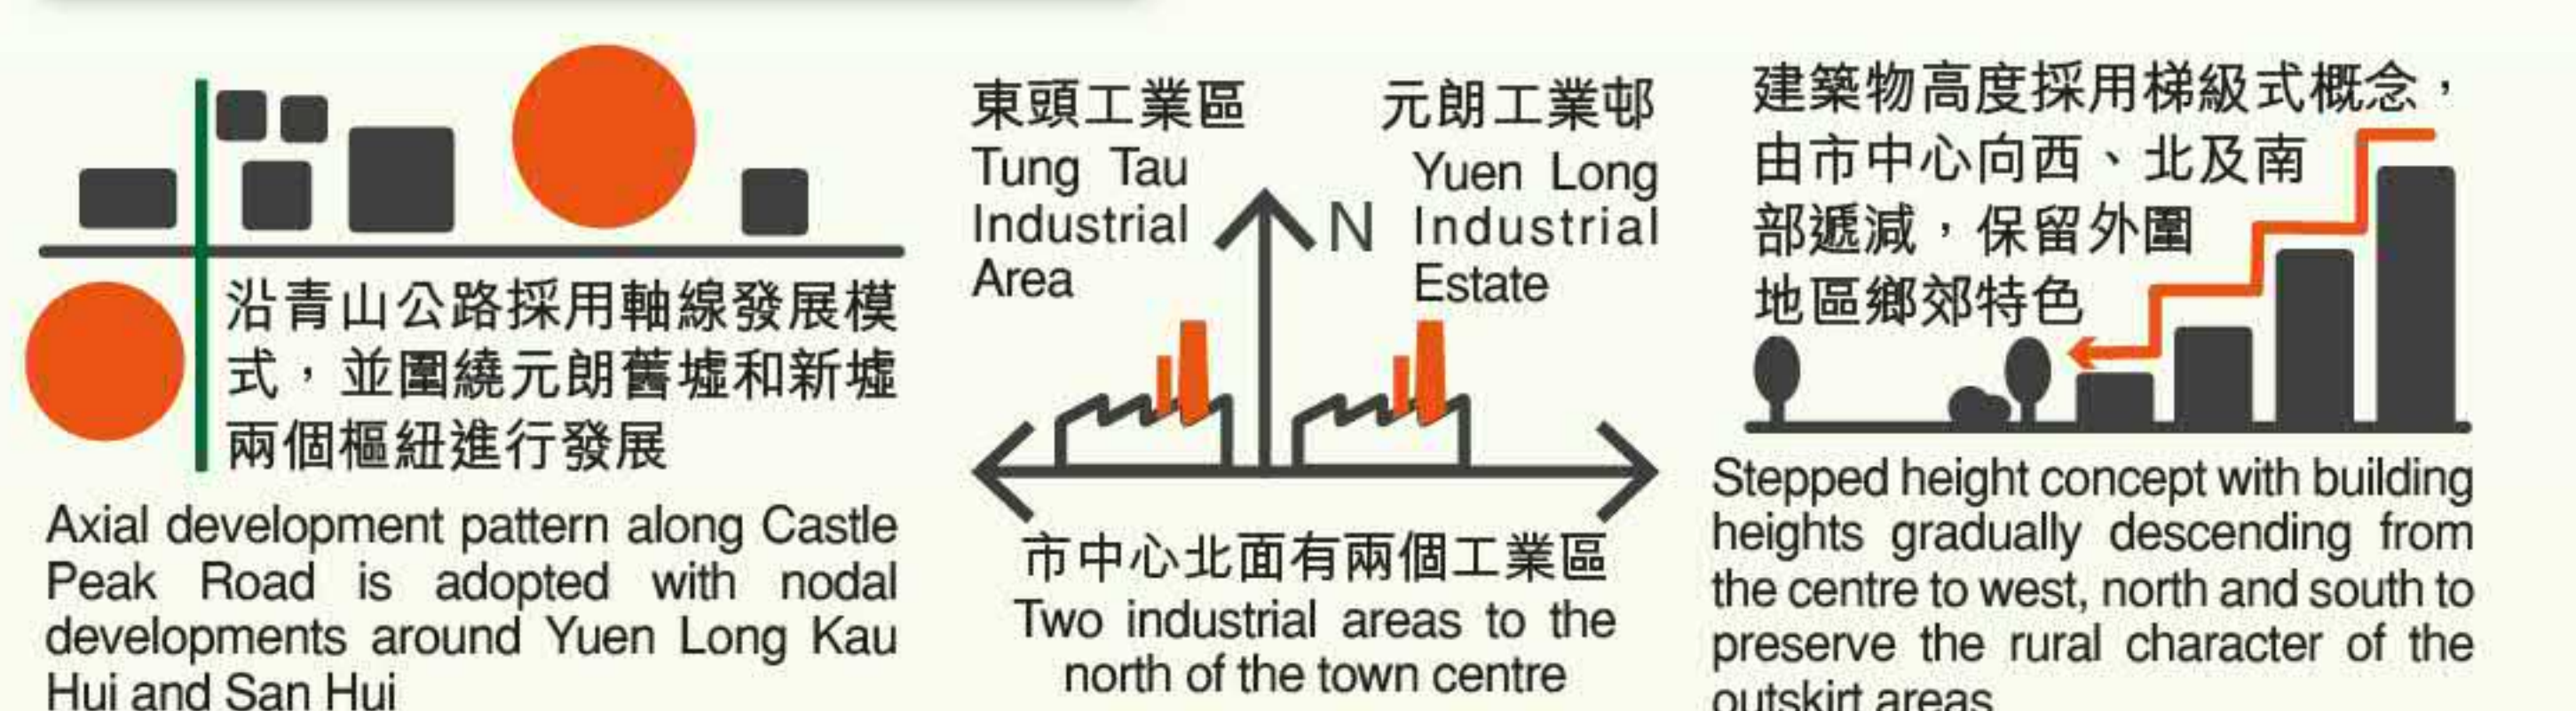 沿青山公路採用軸線發展模
式，並圍繞元朗舊墟和新墟
兩個樞紐進行發展
Axial development pattern along Castle
Peak Road is adopted with nodal
developments around Yuen Long Kau
Hui and San Hui
東頭工業區
Tung Tau
Industrial
Area
元朗工業邨
Yuen Long
Industrial
Estate
N
市中心北面有兩個工業區
Two industrial areas to the
north of the town centre
建築物高度採用梯級式概念，
由市中心向西、北及南
部遞減，保留外圍
地區鄉郊特色
Stepped height concept with building
heights gradually descending from
the centre to west, north and south to
preserve the rural character of the
outskirt areas